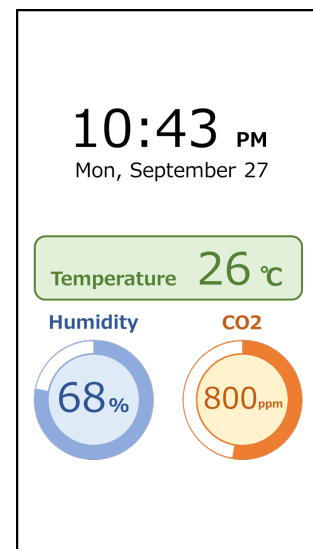 10:43 PM
Mon, September 27
Temperature 26 ℃
Humidity CO2
68% 800ppm